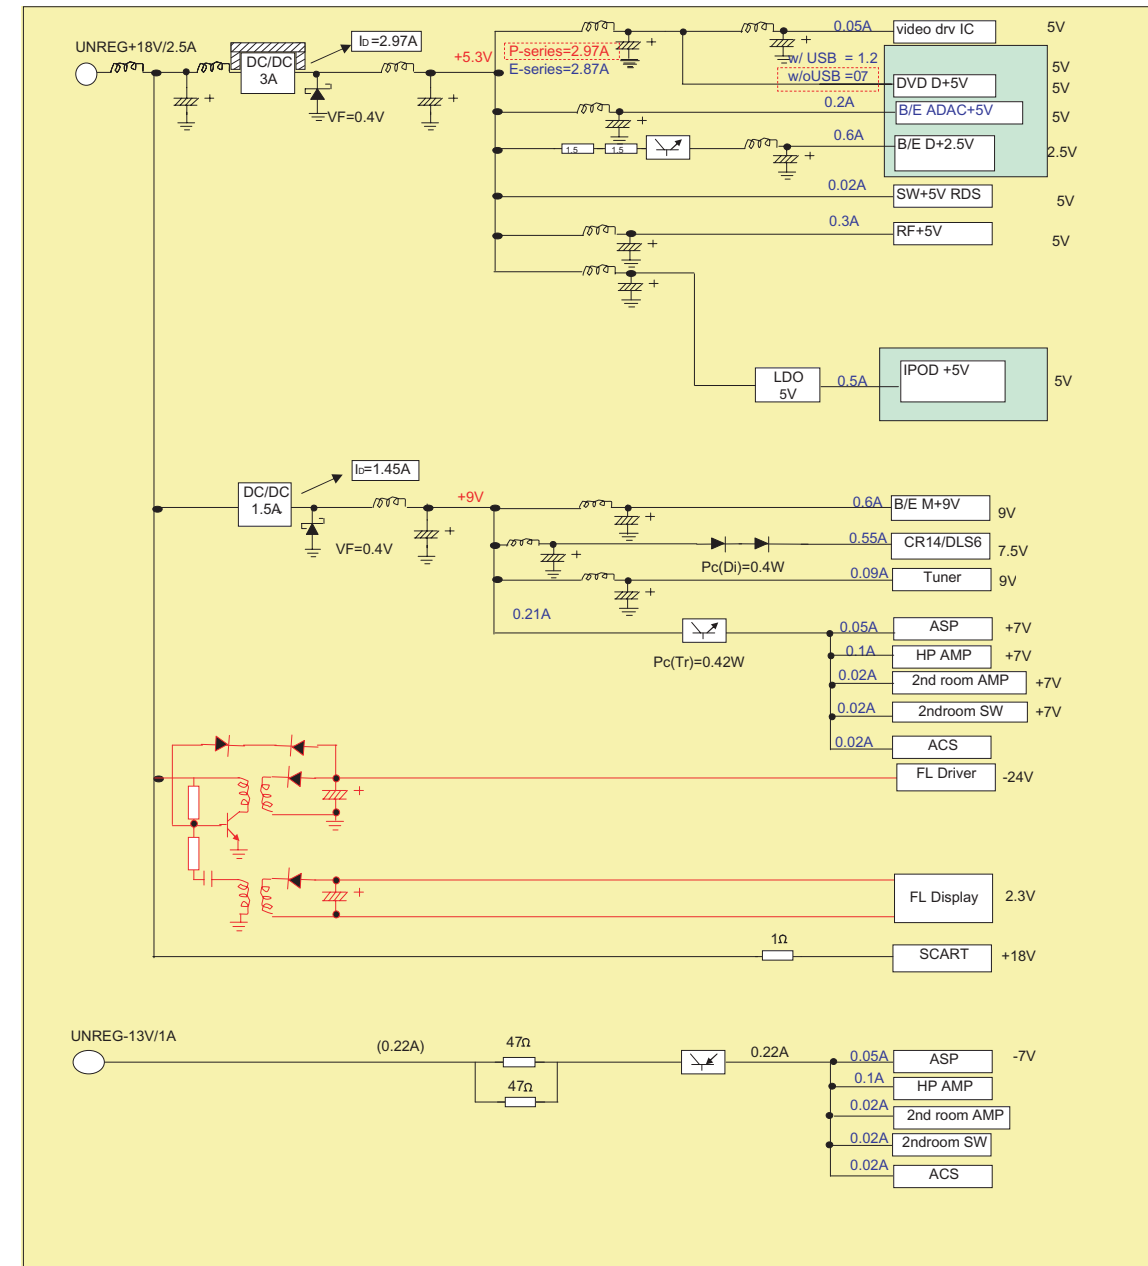 UNREG+18V/2.5A
DC/DC
3A
ID=2.97A
VF=0.4V
+
+
+5.3V
P-series=2.97A
E-series=2.87A
+
+
0.05A
video drv IC
5V
w/ USB = 1.2
w/oUSB =07
5V
DVD D+5V
5V
+
0.2A
B/E ADAC+5V
5V
1.5
1.5
+
0.6A
B/E D+2.5V
2.5V
0.02A
SW+5V RDS
5V
+
0.3A
RF+5V
5V
+
LDO
5V
0.5A
IPOD +5V
5V
DC/DC
1.5A
ID=1.45A
VF=0.4V
+
+9V
+
0.6A
B/E M+9V
9V
+
Pc(Di)=0.4W
0.55A
CR14/DLS6
7.5V
+
0.09A
Tuner
9V
0.21A
Pc(Tr)=0.42W
0.05A
ASP
+7V
0.1A
HP AMP
+7V
0.02A
2nd room AMP
+7V
0.02A
2ndroom SW
+7V
0.02A
ACS
+
FL Driver
-24V
+
FL Display
2.3V
1Ω
SCART
+18V
UNREG-13V/1A
(0.22A)
47Ω
47Ω
0.22A
0.05A
ASP
-7V
0.1A
HP AMP
0.02A
2nd room AMP
0.02A
2ndroom SW
0.02A
ACS